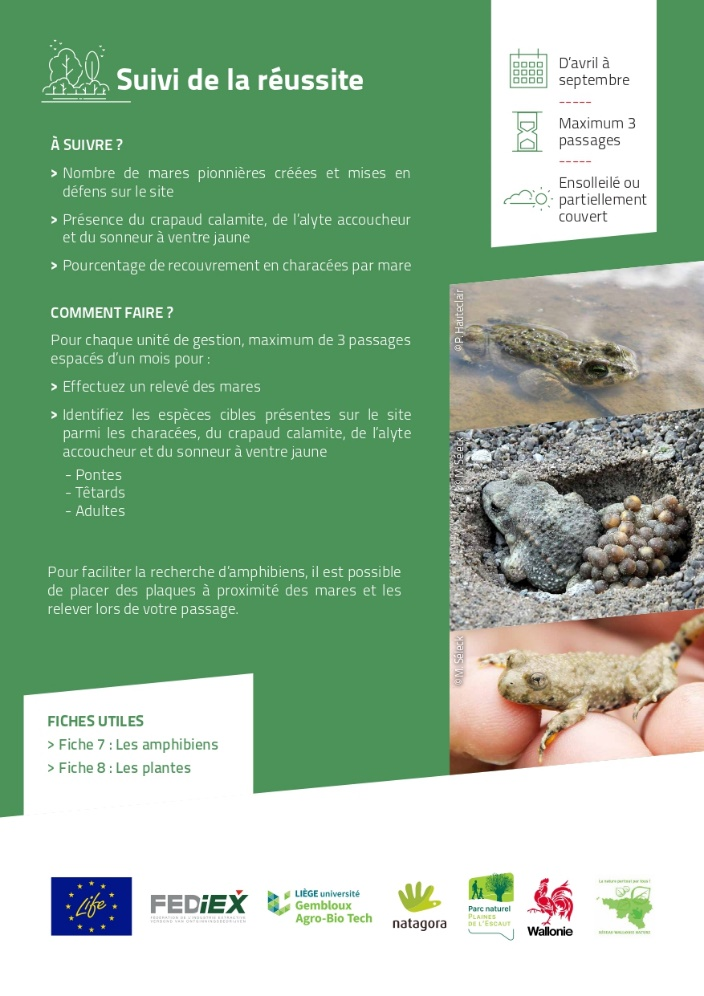 Suivi de la réussite
D'avril à
septembre
Maximum 3
passages
Ensolleilé ou
partiellement
couvert
À SUIVRE ?
> Nombre de mares pionnières créées et mises en
défens sur le site
> Présence du crapaud calamite, de l'alyte accoucheur
et du sonneur à ventre jaune
> Pourcentage de recouvrement en characées par mare
COMMENT FAIRE ?
Pour chaque unité de gestion, maximum de 3 passages
espacés d'un mois pour :
> Effectuez un relevé des mares
> Identifiez les espèces cibles présentes sur le site
parmi les characées, du crapaud calamite, de l'alyte
accoucheur et du sonneur à ventre jaune
- Pontes
- Têtards
- Adultes
Pour faciliter la recherche d'amphibiens, il est possible
de placer des plaques à proximité des mares et les
relever lors de votre passage.
©P. Hauteclair
© M. Séleck
©M. Séleck
FICHES UTILES
> Fiche 7 : Les amphibiens
> Fiche 8 : Les plantes
Life
FEDIEX
LIÈGE université
Gembloux
Agro-Bio Tech
natagora
Parc naturel
PLAINES
DE L'ESCAUT
Wallonie